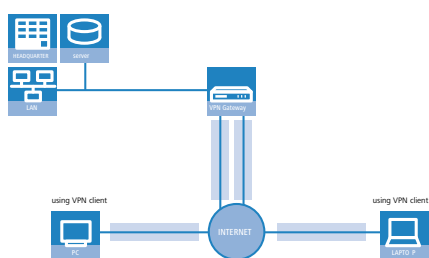 HEADQUARTER
SERVER
LAN
VPN Gateway
using VPN client
using VPN client
INTERNET
PC
LAPTO P